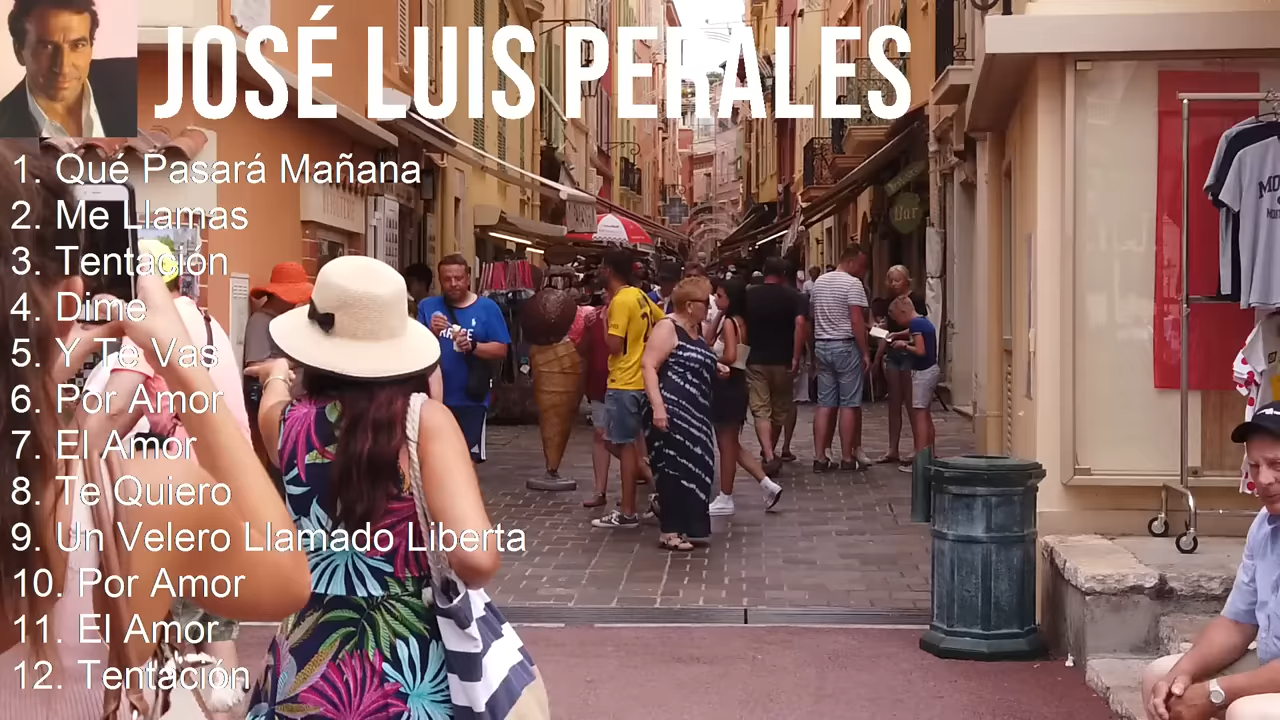 JOSÉ LUIS PERALES
1. Qué Pasará Mañana
2. Me Llamas
3. Tentación
4. Dime
5. Y Te Vas
6. Por Amor
7. El Amor
8. Te Quiero
9. Un Velero Llamado Liberta
10. Por Amor
11. El Amor
12. Tentación
Bar